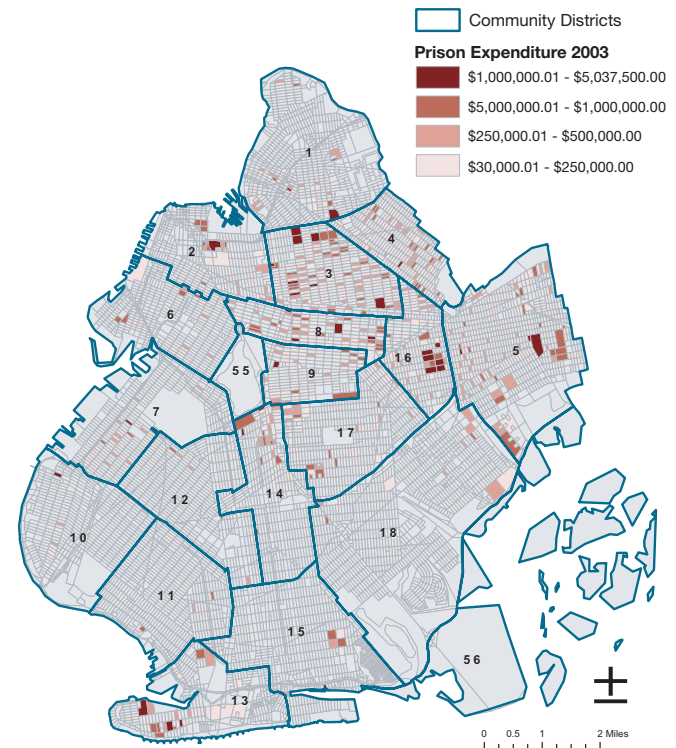 Community Districts
Prison Expenditure 2003
$1,000,000.01 - $5,037,500.00
$5,000,000.01 - $1,000,000.00
$250,000.01 - $500,000.00
$30,000.01 - $250,000.00
1
4
2
3
6
8
16
5
55
9
7
17
12
14
10
18
11
15
56
13
0 0.5 1 2 Miles